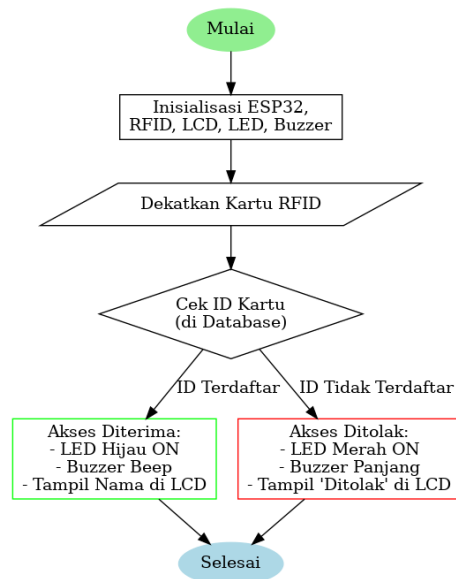 Mulai
Inisialisasi ESP32,
RFID, LCD, LED, Buzzer
Dekatkan Kartu RFID
Cek ID Kartu
(di Database)
ID Terdaftar
ID Tidak Terdaftar
Akses Diterima:
- LED Hijau ON
- Buzzer Beep
- Tampil Nama di LCD
Akses Ditolak:
- LED Merah ON
- Buzzer Panjang
- Tampil 'Ditolak' di LCD
Selesai